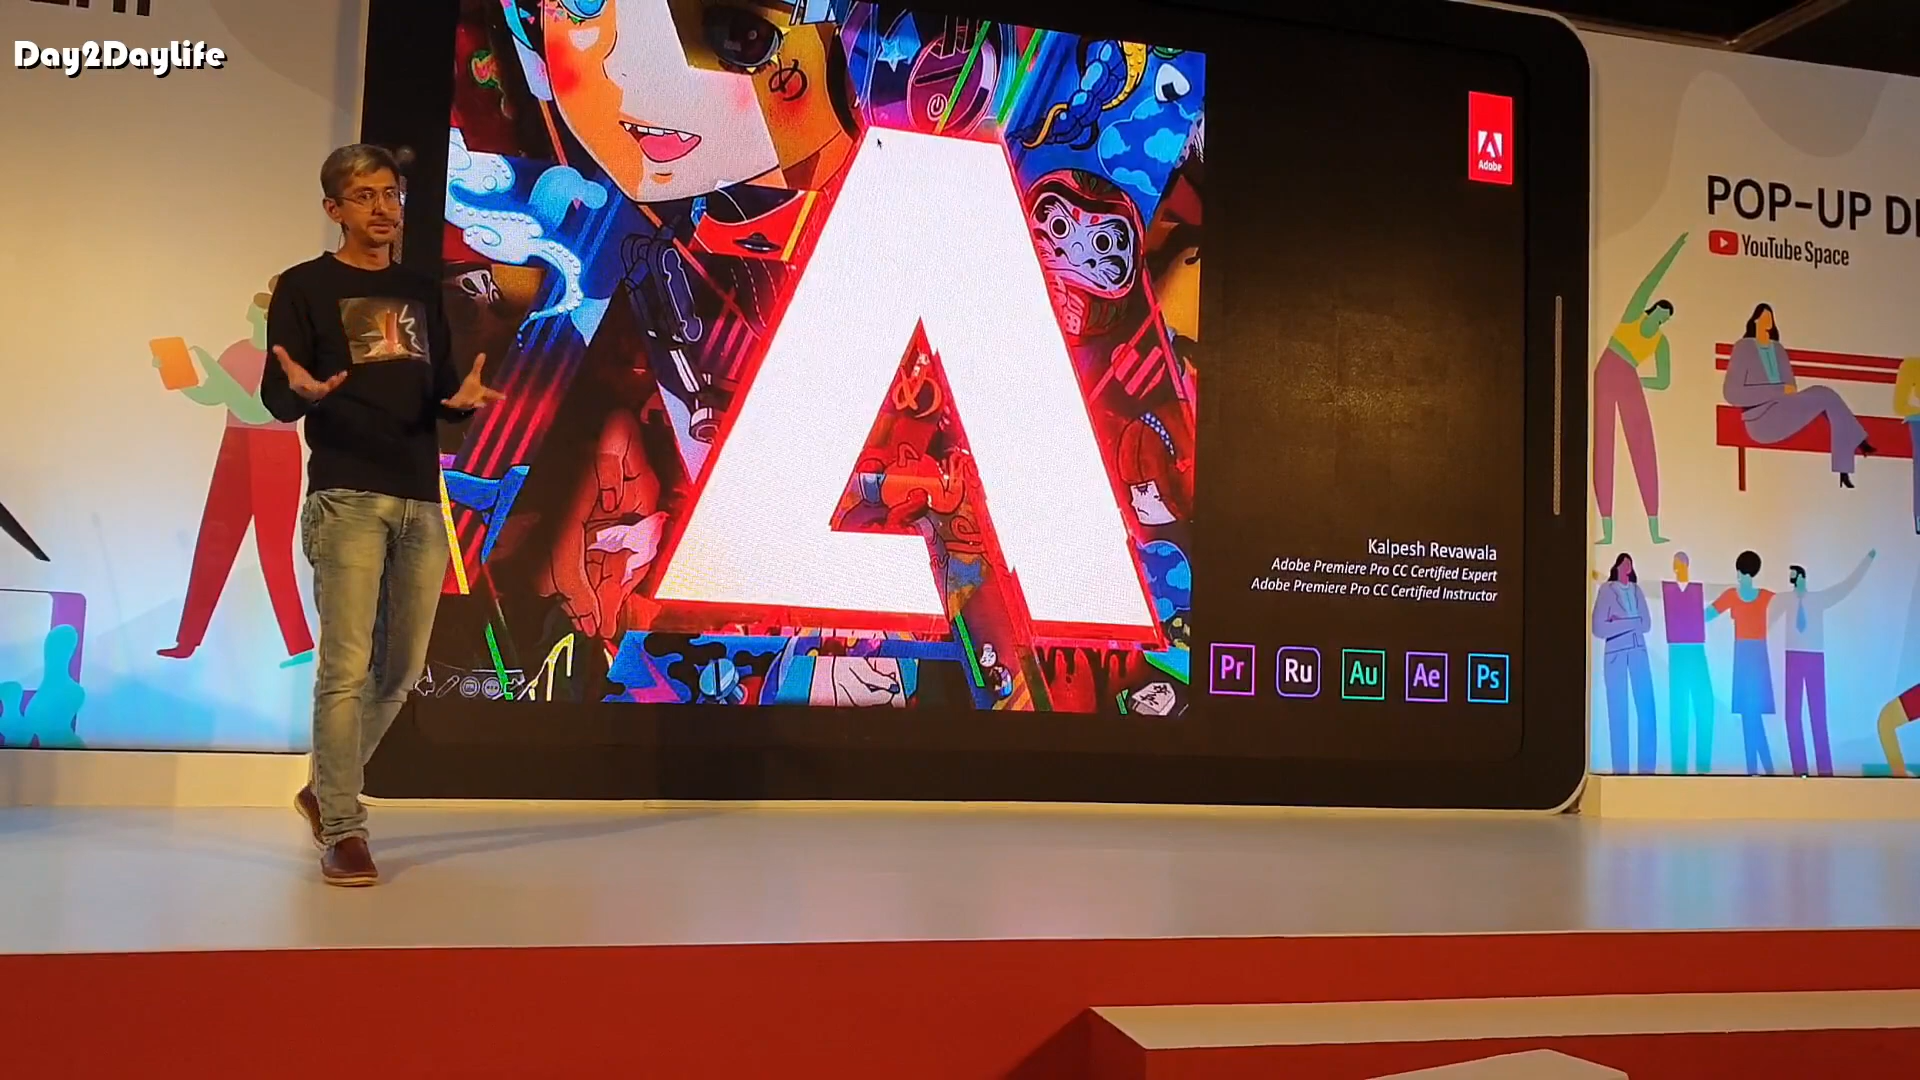 Day2Daylife
Adobe
POP-UP
YouTube Space
Kalpesh Revawala
Adobe Premiere Pro CC Certified Expert
Adobe Premiere Pro CC Certified Instructor
Pr Ru Au Ae Ps